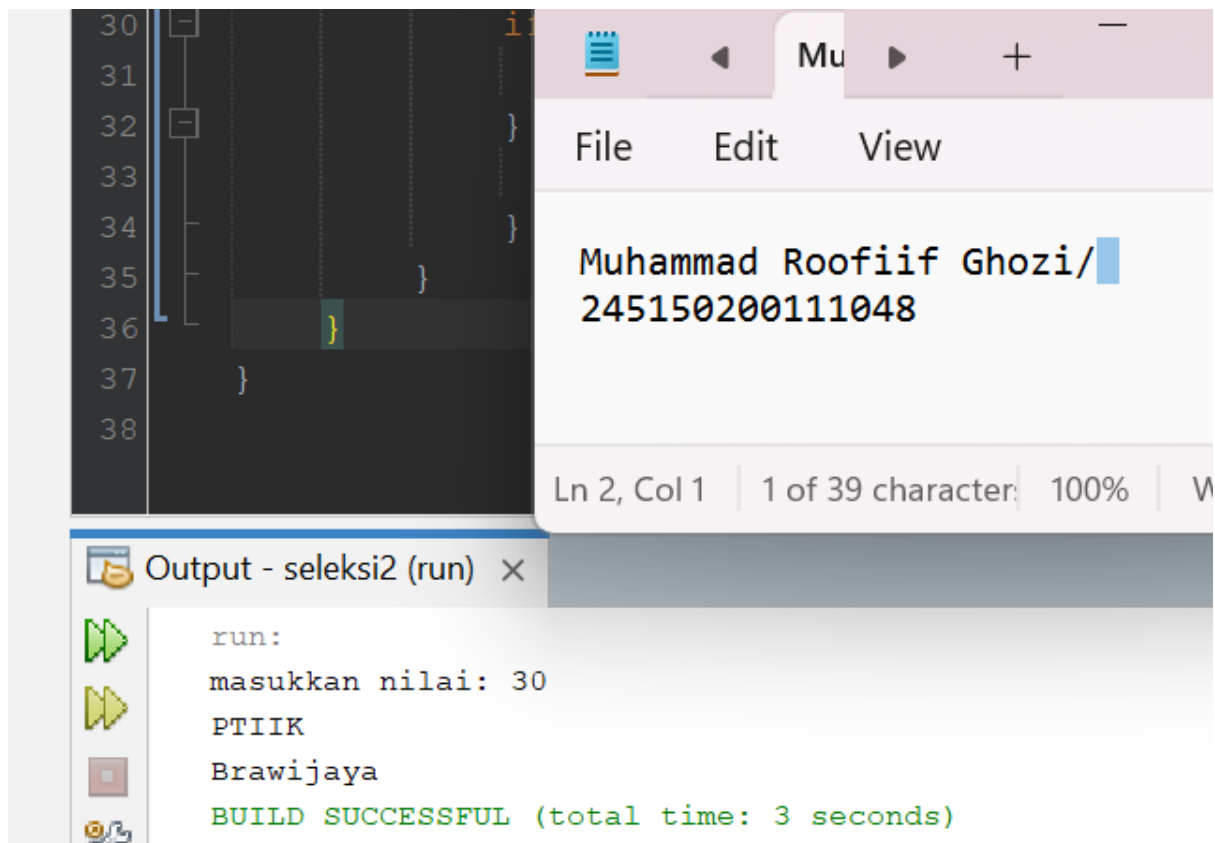 30
i
31
32
}
33
34
}
35
}
36
}
37
}
38
Mu
+
File Edit View
Muhammad Roofiif Ghozi/
245150200111048
Ln 2, Col 1 1 of 39 character 100% W
Output - seleksi2 (run) ×
run:
masukkan nilai: 30
PTIIK
Brawijaya
BUILD SUCCESSFUL (total time: 3 seconds)